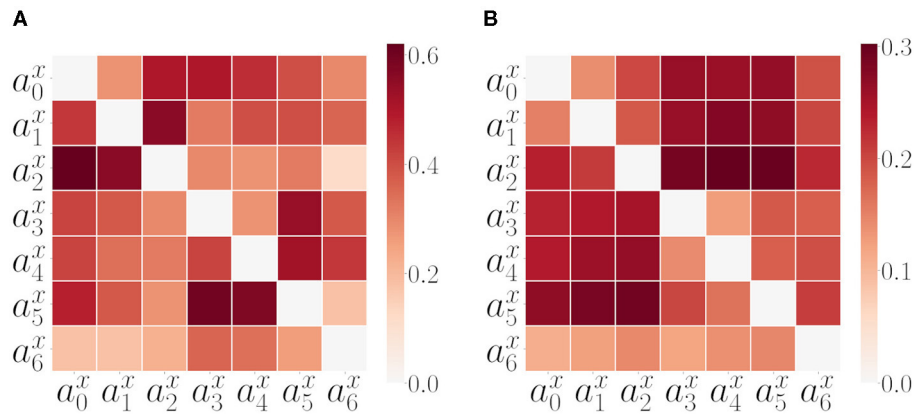 A B
0.6 0.3
a_0^x a_0^x
a_1^x a_1^x
0.4 0.2
a_2^x a_2^x
a_3^x a_3^x
0.2 0.1
a_4^x a_4^x
a_5^x a_5^x
a_6^x a_6^x
0.0 0.0
a_0^x a_1^x a_2^x a_3^x a_4^x a_5^x a_6^x a_0^x a_1^x a_2^x a_3^x a_4^x a_5^x a_6^x